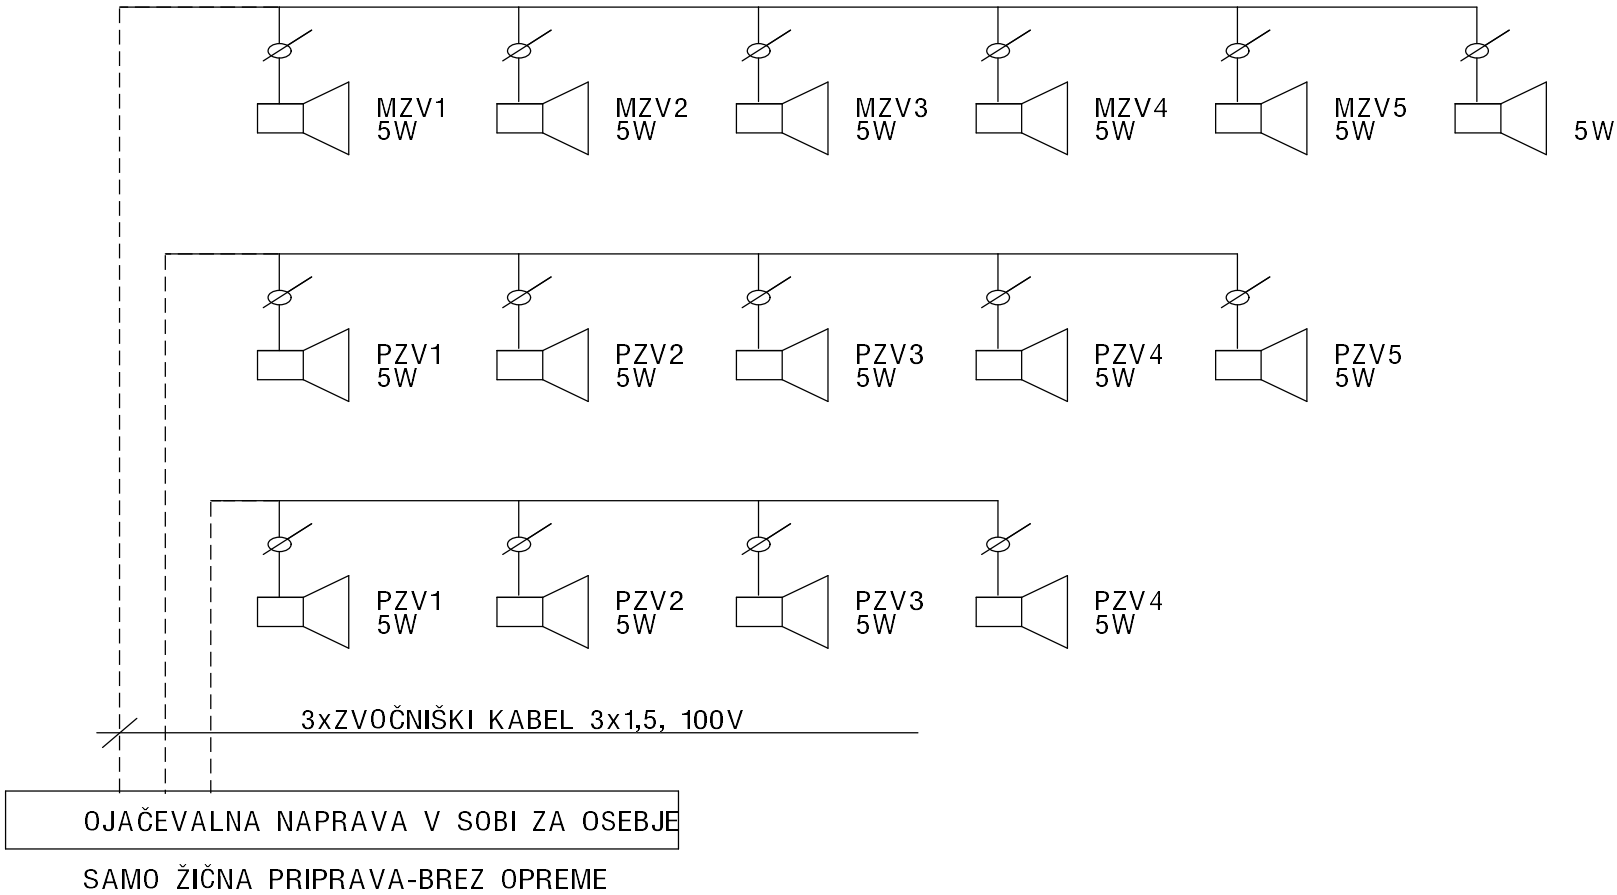 MZV1 MZV2 MZV3 MZV4 MZV5
5W 5W 5W 5W 5W 5W
PZV1 PZV2 PZV3 PZV4 PZV5
5W 5W 5W 5W 5W
PZV1 PZV2 PZV3 PZV4
5W 5W 5W 5W
3xZVOČNIŠKI KABEL 3x1,5, 100V
OJAČEVALNA NAPRAVA V SOBI ZA OSEBJE
SAMO ŽIČNA PRIPRAVA-BREZ OPREME